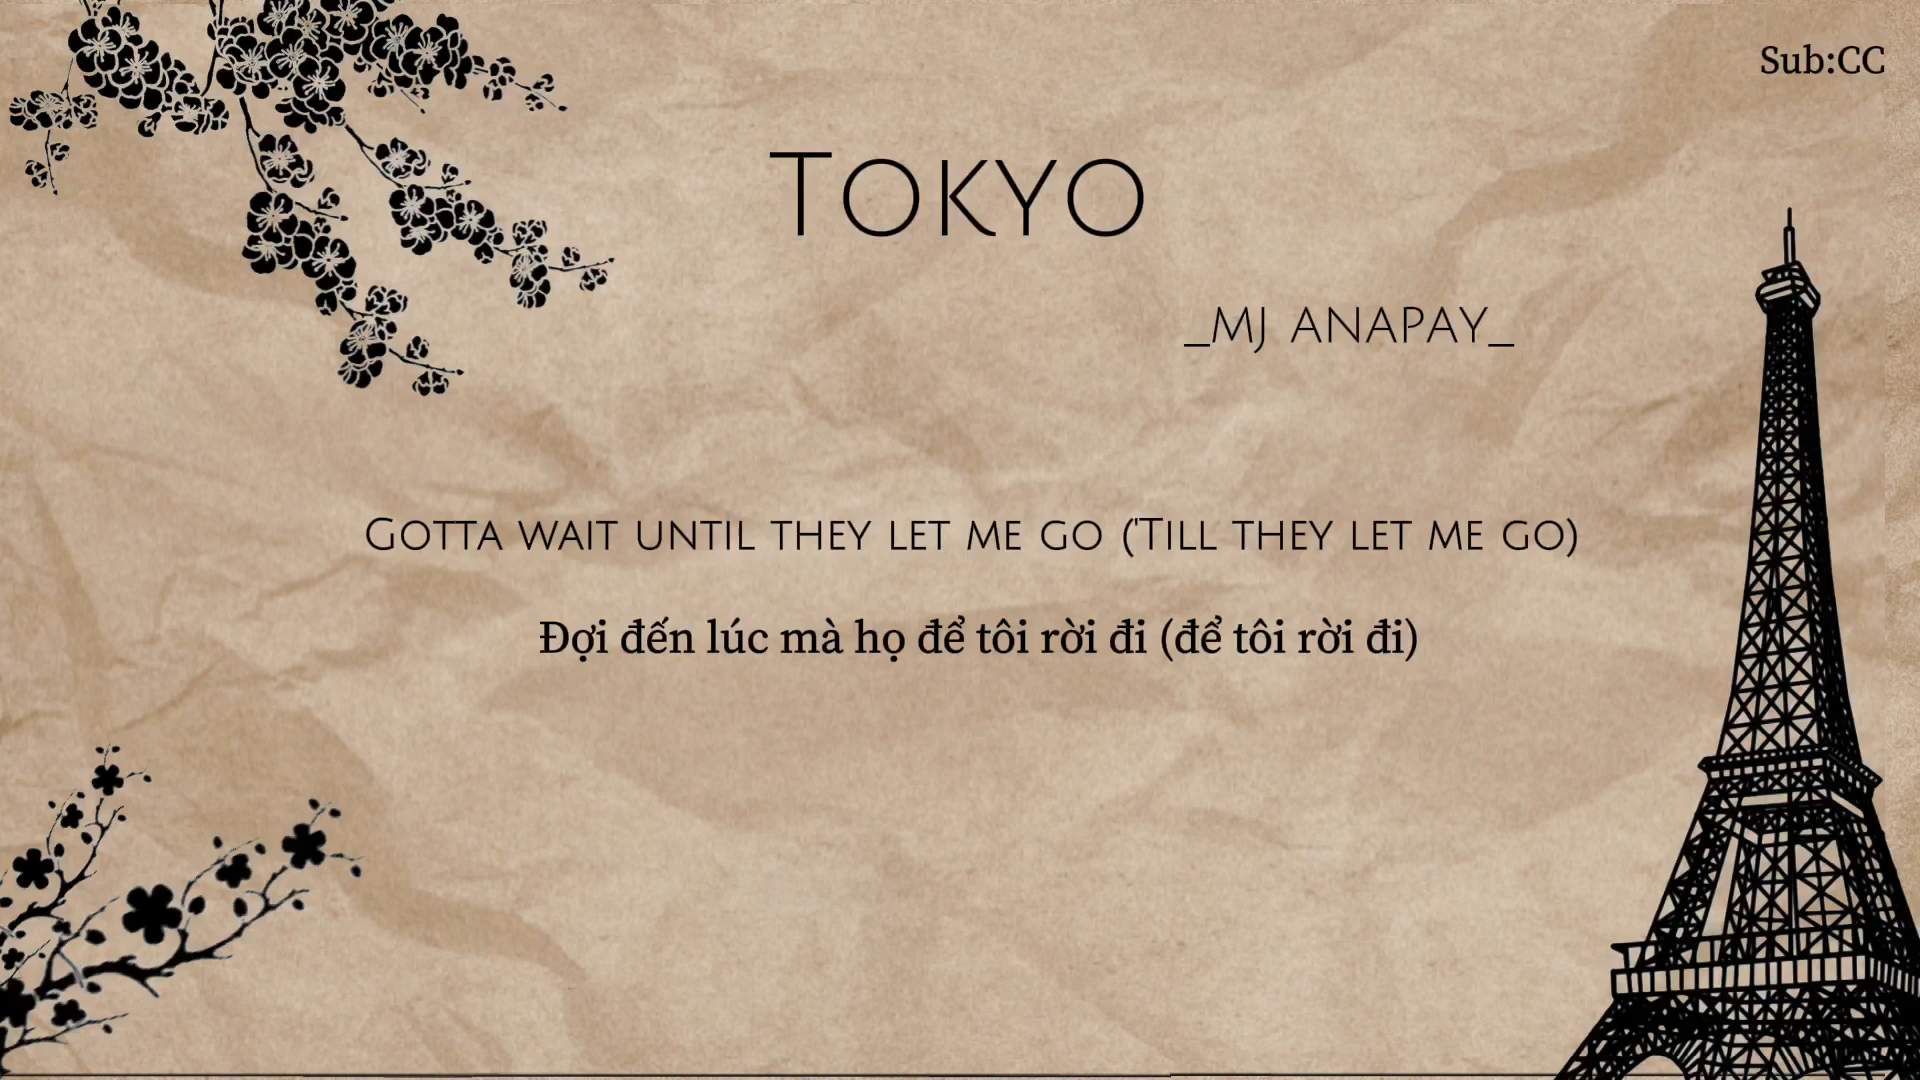 Sub:CC
Tokyo
_MJ ANAPAY_
Gotta wait until they let me go ('Till they let me go)
Đợi đến lúc mà họ để tôi rời đi (để tôi rời đi)